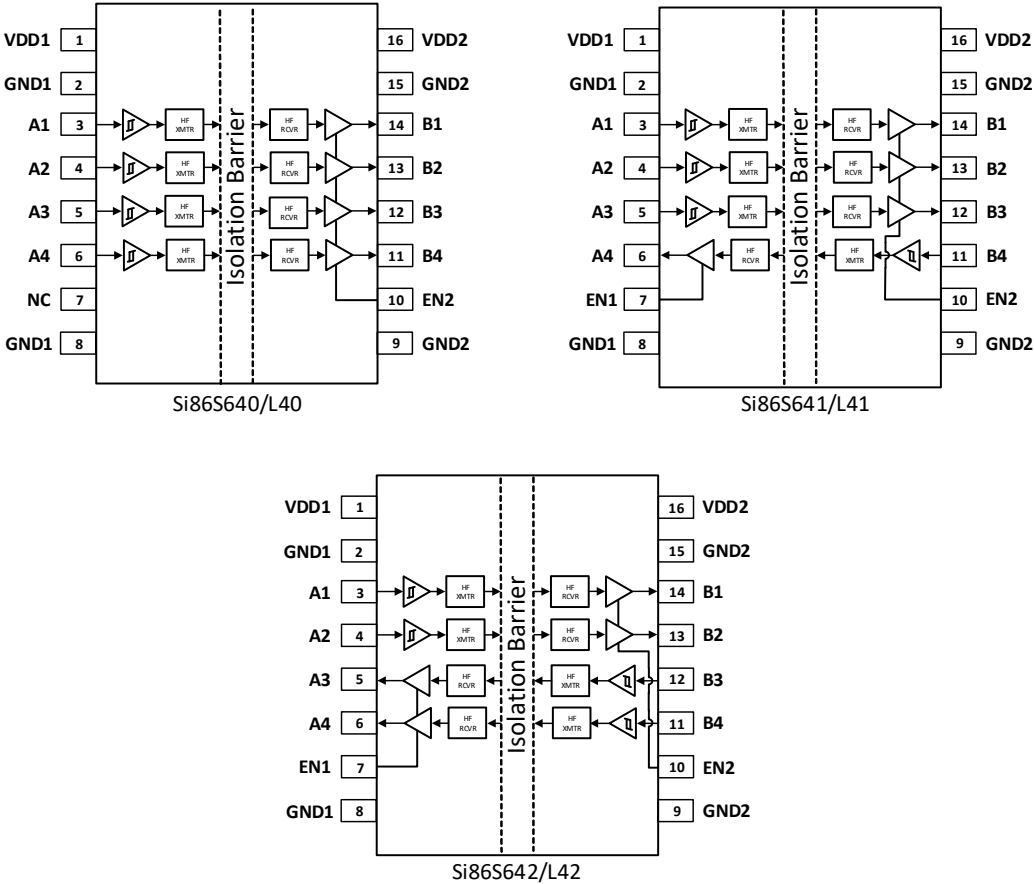 VDD1 1 16 VDD2
GND1 2 15 GND2
A1 3 HF XMTR HF RCVR 14 B1
A2 4 HF XMTR HF RCVR 13 B2
A3 5 HF XMTR HF RCVR 12 B3
A4 6 HF XMTR HF RCVR 11 B4
NC 7 10 EN2
GND1 8 9 GND2
Isolation Barrier
Si86S640/L40
VDD1 1 16 VDD2
GND1 2 15 GND2
A1 3 HF XMTR HF RCVR 14 B1
A2 4 HF XMTR HF RCVR 13 B2
A3 5 HF XMTR HF RCVR 12 B3
A4 6 HF RCVR HF XMTR 11 B4
EN1 7 10 EN2
GND1 8 9 GND2
Isolation Barrier
Si86S641/L41
VDD1 1 16 VDD2
GND1 2 15 GND2
A1 3 HF XMTR HF RCVR 14 B1
A2 4 HF XMTR HF RCVR 13 B2
A3 5 HF RCVR HF XMTR 12 B3
A4 6 HF RCVR HF XMTR 11 B4
EN1 7 10 EN2
GND1 8 9 GND2
Isolation Barrier
Si86S642/L42